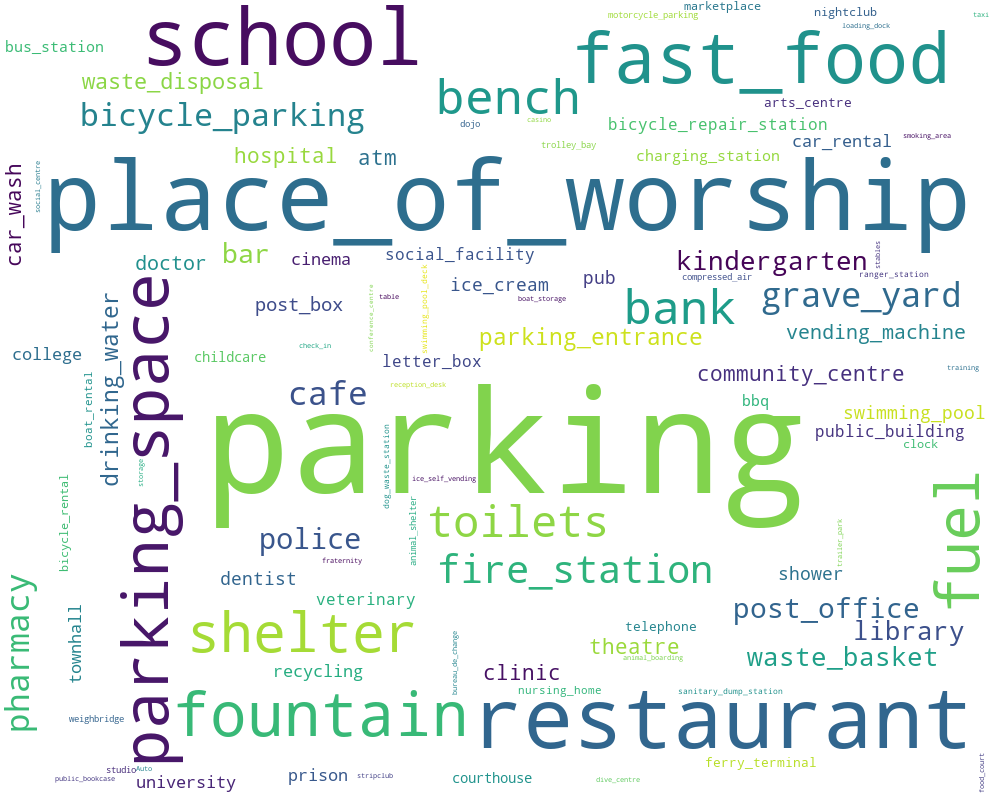 school
motorcycle_parking
marketplace
nightclub
taxi
loading_dock
bus_station
fast_food
waste_disposal
bench
bicycle_parking
arts_centre
dojo
casino
bicycle_repair_station
smoking_area
car_rental
trolley_bay
hospital
atm
charging_station
social_centre
car_wash
place_of_worship
bar
doctor
cinema
social_facility
kindergarten
stables
ranger_station
compressed_air
pub
ice_cream
post_box
table
boat_storage
bank
grave_yard
conference_centre
swimming_pool_deck
parking_entrance
vending_machine
drinking_water
college
childcare
check_in
letter_box
training
community_centre
reception_desk
cafe
boat_rental
parking_space
parking
bbq
swimming_pool
public_building
clock
dog_waste_station
storage
ice_self_vending
bicycle_rental
animal_shelter
toilets
fuel
trailer_park
police
fraternity
fire_station
dentist
shower
pharmacy
veterinary
post_office
townhall
shelter
telephone
library
theatre
bureau_de_change
animal_boarding
waste_basket
recycling
clinic
nursing_home
sanitary_dump_station
weighbridge
fountain
restaurant
studio
Auto
public_bookcase
university
prison
stripclub
courthouse
dive_centre
ferry_terminal
food_court